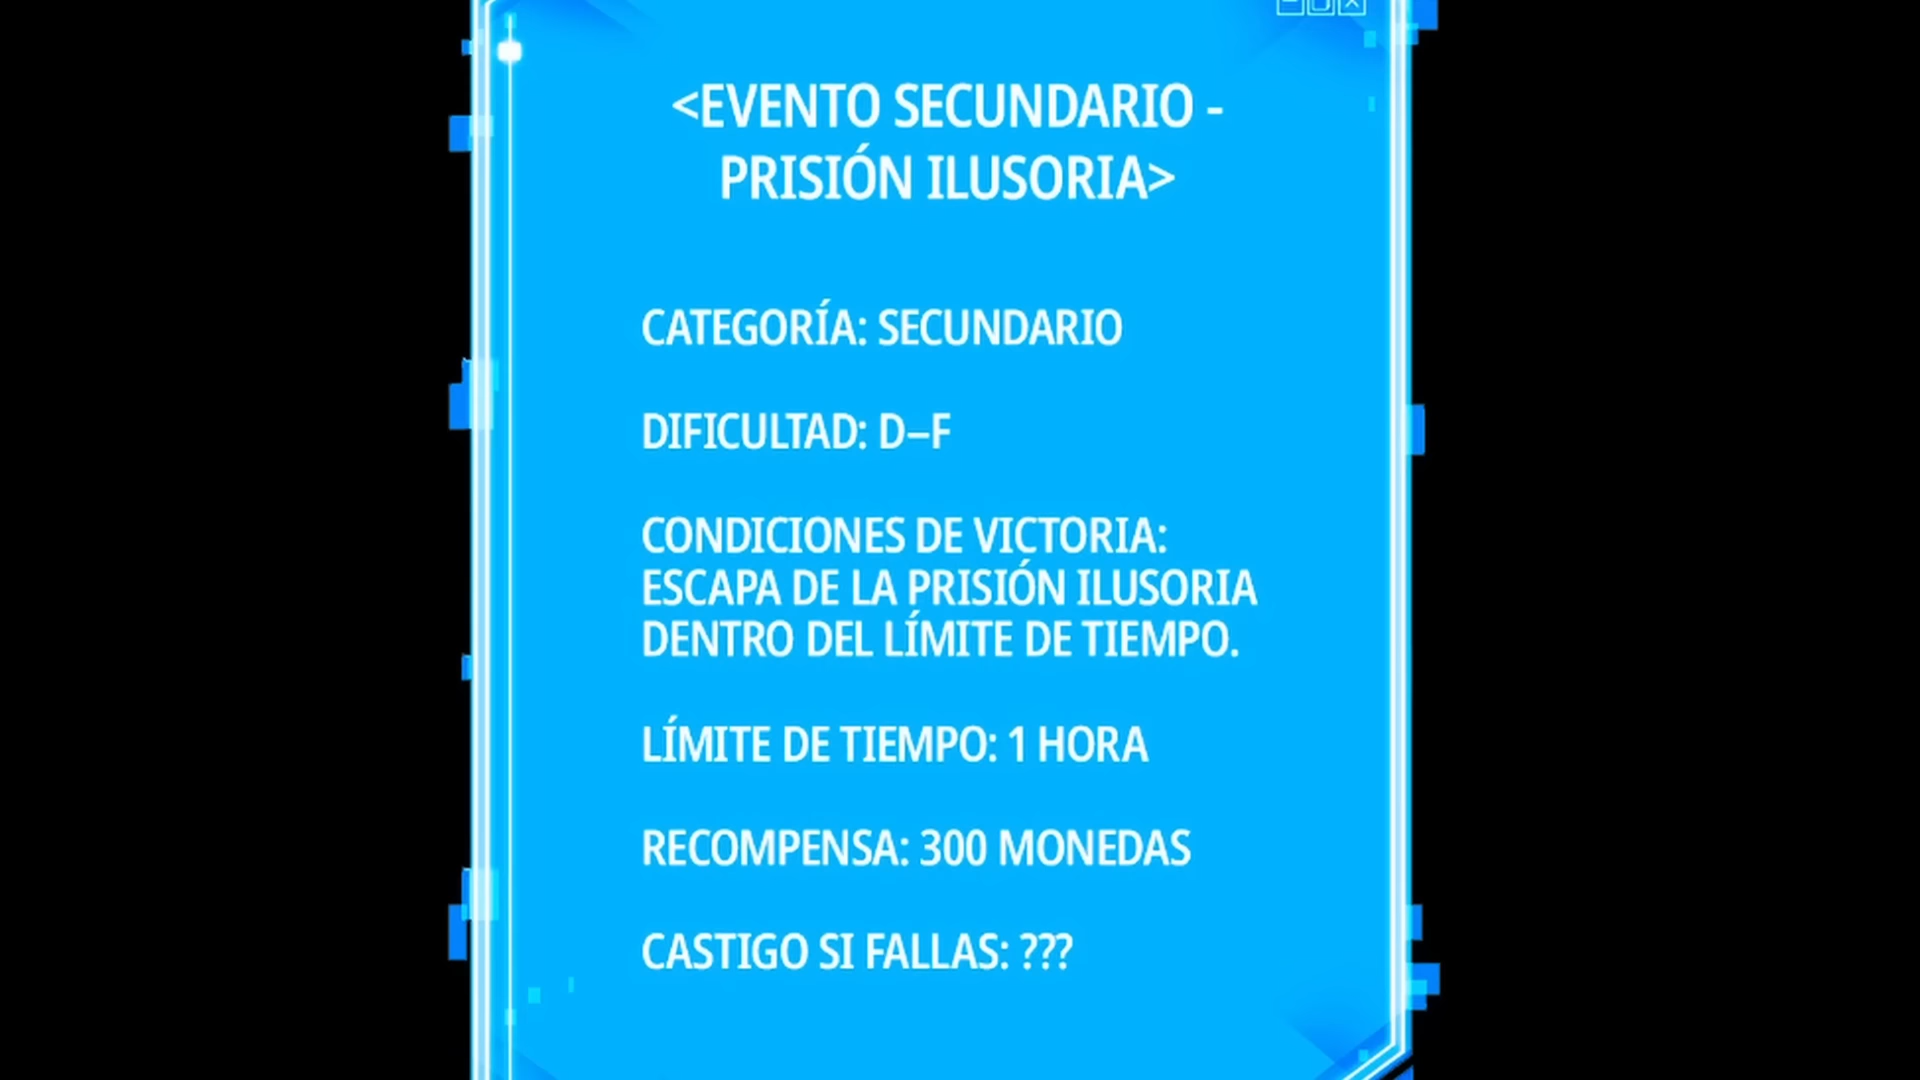 <EVENTO SECUNDARIO -
PRISIÓN ILUSORIA>
CATEGORÍA: SECUNDARIO
DIFICULTAD: D–F
CONDICIONES DE VICTORIA:
ESCAPA DE LA PRISIÓN ILUSORIA
DENTRO DEL LÍMITE DE TIEMPO.
LÍMITE DE TIEMPO: 1 HORA
RECOMPENSA: 300 MONEDAS
CASTIGO SI FALLAS: ???